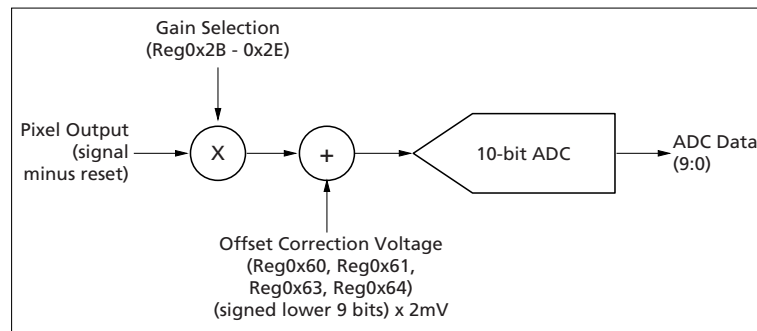 Gain Selection
(Reg0x2B - 0x2E)
Pixel Output
(signal
minus reset)
X
+
10-bit ADC
ADC Data
(9:0)
Offset Correction Voltage
(Reg0x60, Reg0x61,
Reg0x63, Reg0x64)
(signed lower 9 bits) x 2mV